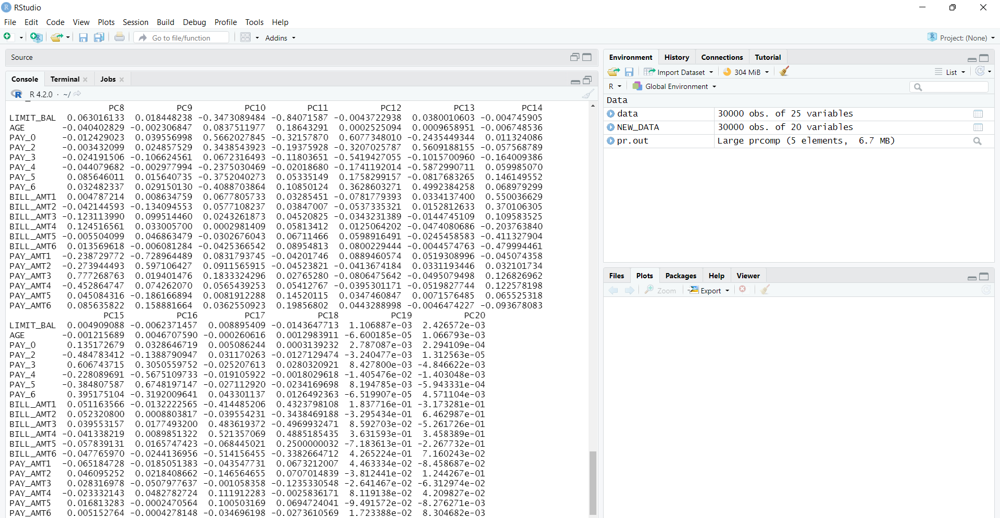 RStudio
File Edit Code View Plots Session Build Debug Profile Tools Help
Go to file/function Addins Project: (None)
Source
Console Terminal Jobs
R 4.2.0 · ~/
PC8 PC9 PC10 PC11 PC12 PC13 PC14
LIMIT_BAL 0.063016133 0.018448238 -0.3473089484 -0.84071587 -0.0043722938 0.0380010603 -0.004745905
AGE -0.040402829 -0.002306847 0.0837511977 0.18643291 0.0002525094 0.0009658951 -0.006748536
PAY_0 -0.012429023 0.039556998 0.5662027845 -0.32157870 0.6077348010 -0.2435449344 0.011324086
PAY_2 -0.003432099 0.024857529 0.3438543923 -0.19375928 -0.3207025787 0.5609188155 -0.057568789
PAY_3 -0.024191506 -0.106624561 0.0672316493 -0.11803651 -0.5419427055 -0.1015700960 -0.164009386
PAY_4 -0.044079682 -0.002977994 -0.2375030469 -0.02018680 -0.1741192014 -0.5872990711 0.059985070
PAY_5 0.085646011 0.015640735 -0.3752040273 0.05335149 0.1758299157 -0.0817683265 0.146149552
PAY_6 0.032482337 0.029150130 -0.4088703864 0.10850124 0.3628603271 0.4992384258 0.068979299
BILL_AMT1 0.004787214 0.008634759 0.0677805733 0.03285451 -0.0781779393 0.0334137400 0.550036629
BILL_AMT2 -0.042144593 -0.134094553 0.0577108237 0.03847007 -0.0537335321 0.0152812633 0.370106305
BILL_AMT3 -0.123113990 0.099514460 0.0243261873 0.04520825 -0.0343231389 -0.0144745109 0.109583525
BILL_AMT4 0.124516561 0.033005700 0.0002981409 0.05813412 0.0125064202 -0.0474080686 -0.203763840
BILL_AMT5 -0.005504099 0.046863479 -0.0302676043 0.06711466 0.0598916491 -0.0245458583 -0.411327904
BILL_AMT6 0.013569618 -0.006081284 -0.0425366542 0.08954813 0.0800229444 -0.0044574763 -0.479994461
PAY_AMT1 -0.238729772 -0.728964489 0.0831793745 -0.04201746 0.0889460574 0.0519308996 -0.045074358
PAY_AMT2 -0.273944493 0.597106427 0.0911565915 -0.04523821 -0.0413674184 0.0331193446 0.032101734
PAY_AMT3 0.777268763 0.019401476 0.1833324296 0.02765280 -0.0806475642 -0.0495079498 0.126826962
PAY_AMT4 -0.452864747 0.074262070 0.0565439253 0.05412767 -0.0395301171 -0.0519827744 0.122578198
PAY_AMT5 0.045084316 -0.186166894 0.0081912288 0.14520115 0.0347460847 0.0071576485 0.065525318
PAY_AMT6 0.085635822 0.158881664 0.0362550923 0.19856802 0.0443288998 -0.0046474227 -0.093678083
PC15 PC16 PC17 PC18 PC19 PC20
LIMIT_BAL 0.004909088 -0.0062371457 0.008895409 -0.0143647713 1.106887e-03 2.426572e-03
AGE -0.001215689 0.0046707590 -0.000260616 0.0012983911 -6.600185e-05 1.066793e-03
PAY_0 0.135172679 0.0328646719 0.005086244 0.0003139232 2.787087e-03 2.294109e-04
PAY_2 -0.484783412 -0.1388790947 0.031170263 -0.0127129474 -3.240477e-03 1.312563e-05
PAY_3 0.606743715 0.3050559752 -0.025207613 0.0280320921 8.427800e-03 -4.846622e-03
PAY_4 -0.228089691 -0.5675109733 -0.019105922 -0.0018029618 -1.405476e-02 -1.403048e-03
PAY_5 -0.384807587 0.6748197147 -0.027112920 -0.0234169698 8.194785e-03 -5.943331e-04
PAY_6 0.395175104 -0.3192009641 0.043301137 0.0126492363 -6.519907e-05 4.571104e-03
BILL_AMT1 0.051163566 -0.0132222565 -0.414485206 0.4323798108 1.837716e-01 -3.173281e-01
BILL_AMT2 0.052320800 0.0008803817 -0.039554231 -0.3438469188 -3.295434e-01 6.462987e-01
BILL_AMT3 0.039553157 0.0177493200 0.483619372 -0.4969932471 8.592703e-02 -5.261726e-01
BILL_AMT4 -0.041338219 0.0089851322 0.521357069 0.4885185435 3.631593e-01 3.458389e-01
BILL_AMT5 -0.057839131 0.0165747423 -0.068445021 0.2500000032 -7.183613e-01 -2.267732e-01
BILL_AMT6 -0.047765970 -0.0244136956 -0.514156455 -0.3382664712 4.265224e-01 7.160243e-02
PAY_AMT1 -0.065184728 -0.0185051383 -0.043547731 0.0673212007 4.463334e-02 -8.458687e-02
PAY_AMT2 0.046095252 0.0218408662 -0.146564655 0.0707014839 -3.812441e-02 1.244267e-01
PAY_AMT3 0.028316978 -0.0507977637 -0.001058358 -0.1235330548 -2.641467e-02 -6.312974e-02
PAY_AMT4 -0.023332143 0.0482782724 0.111912283 -0.0025836171 8.119138e-02 4.209827e-02
PAY_AMT5 0.016813283 -0.0002470564 0.100503169 0.0694724041 -9.491572e-02 -8.276271e-03
PAY_AMT6 0.005152764 -0.0004278148 -0.034696198 -0.0273610569 1.723388e-02 8.304682e-03
Environment History Connections Tutorial
Import Dataset 304 MiB List
R Global Environment
Data
data 30000 obs. of 25 variables
NEW_DATA 30000 obs. of 20 variables
pr.out Large prcomp (5 elements, 6.7 MB)
Files Plots Packages Help Viewer
Zoom Export